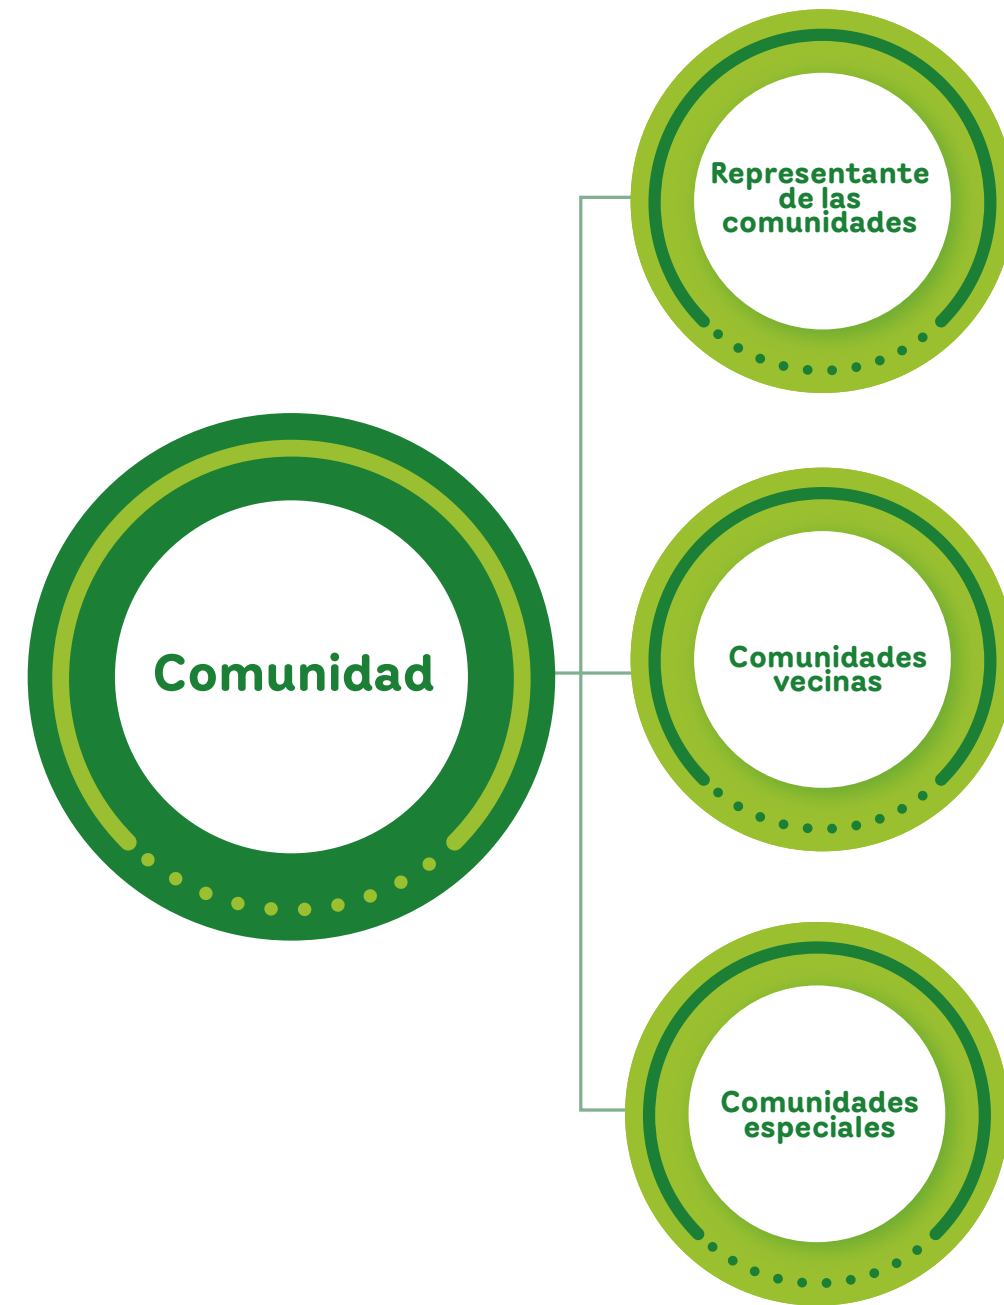 Representante
de las
comunidades
Comunidad
Comunidades
vecinas
Comunidades
especiales